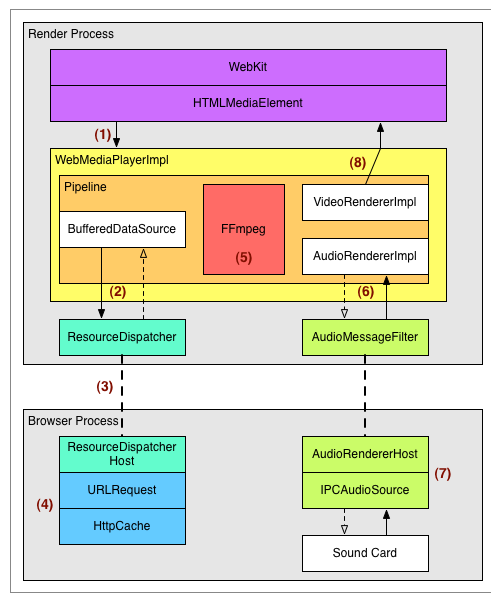 Render Process
WebKit
HTMLMediaElement
(1)
(8)
WebMediaPlayerImpl
Pipeline
VideoRendererImpl
BufferedDataSource
FFmpeg
(5)
AudioRendererImpl
(2)
(6)
ResourceDispatcher
AudioMessageFilter
(3)
Browser Process
ResourceDispatcher
Host
AudioRendererHost
(7)
(4)
URLRequest
IPCAudioSource
HttpCache
Sound Card